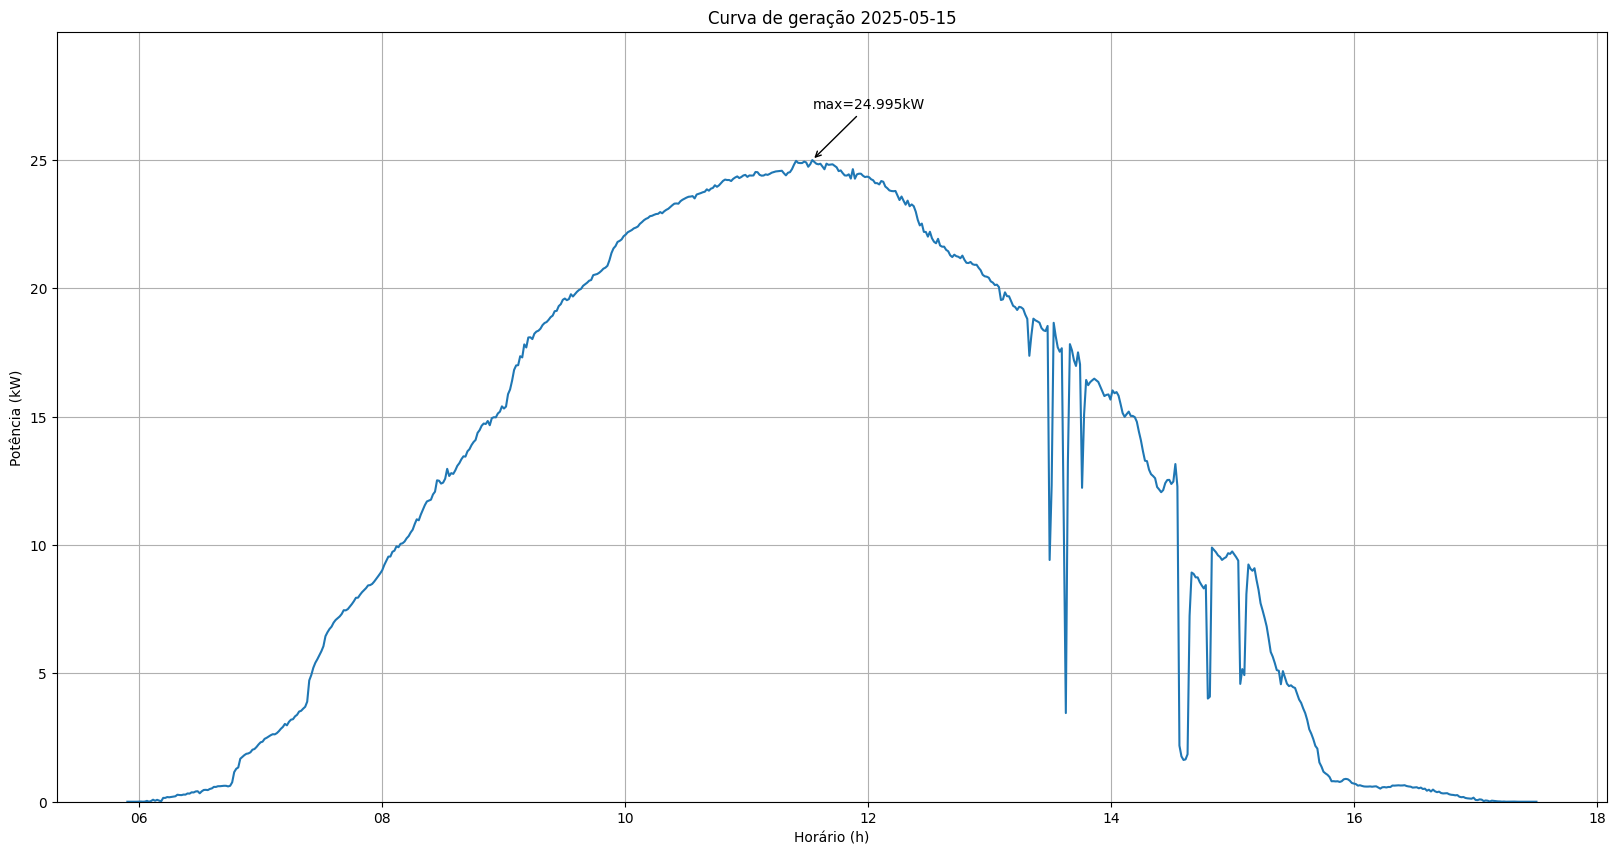 Curva de geração 2025-05-15
max=24.995kW
Potência (kW)
25
20
15
10
5
0
06 08 10 12 14 16 18
Horário (h)